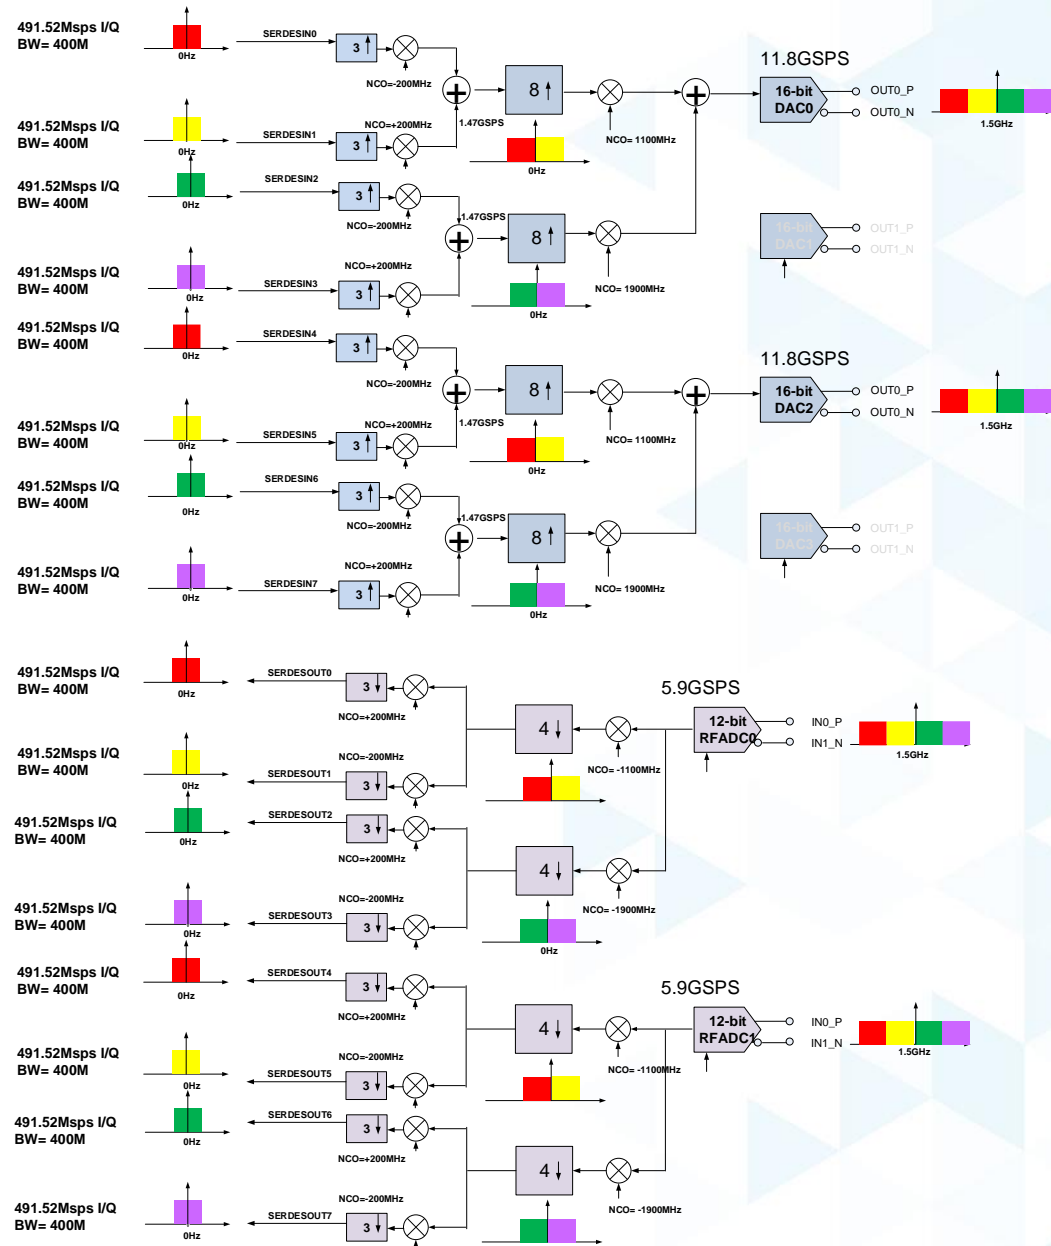 491.52Msps I/Q
BW= 400M
0Hz
SERDESIN0
3
NCO=-200MHz
8
11.8GSPS
16-bit
DAC0
OUT0_P
OUT0_N
1.5GHz
491.52Msps I/Q
BW= 400M
0Hz
SERDESIN1
3
NCO=+200MHz
1.47GSPS
0Hz
NCO= 1100MHz
491.52Msps I/Q
BW= 400M
0Hz
SERDESIN2
3
NCO=-200MHz
1.47GSPS
8
16-bit
DAC1
OUT1_P
OUT1_N
491.52Msps I/Q
BW= 400M
0Hz
SERDESIN3
3
NCO=+200MHz
0Hz
NCO= 1900MHz
491.52Msps I/Q
BW= 400M
0Hz
SERDESIN4
3
NCO=-200MHz
8
11.8GSPS
16-bit
DAC2
OUT0_P
OUT0_N
1.5GHz
491.52Msps I/Q
BW= 400M
0Hz
SERDESIN5
3
NCO=+200MHz
1.47GSPS
0Hz
NCO= 1100MHz
491.52Msps I/Q
BW= 400M
0Hz
SERDESIN6
3
NCO=-200MHz
1.47GSPS
8
16-bit
DAC3
OUT1_P
OUT1_N
491.52Msps I/Q
BW= 400M
0Hz
SERDESIN7
3
NCO=+200MHz
0Hz
NCO= 1900MHz
491.52Msps I/Q
BW= 400M
0Hz
SERDESOUT0
3
NCO=+200MHz
4
NCO= -1100MHz
5.9GSPS
12-bit
RFADC0
IN0_P
IN1_N
1.5GHz
491.52Msps I/Q
BW= 400M
0Hz
SERDESOUT1
NCO=-200MHz
3
491.52Msps I/Q
BW= 400M
0Hz
SERDESOUT2
3
NCO=+200MHz
4
NCO= -1900MHz
491.52Msps I/Q
BW= 400M
0Hz
SERDESOUT3
NCO=-200MHz
3
0Hz
491.52Msps I/Q
BW= 400M
0Hz
SERDESOUT4
3
NCO=+200MHz
4
NCO= -1100MHz
5.9GSPS
12-bit
RFADC1
IN0_P
IN1_N
1.5GHz
491.52Msps I/Q
BW= 400M
0Hz
SERDESOUT5
NCO=-200MHz
3
491.52Msps I/Q
BW= 400M
0Hz
SERDESOUT6
3
NCO=+200MHz
4
NCO= -1900MHz
491.52Msps I/Q
BW= 400M
0Hz
SERDESOUT7
NCO=-200MHz
3